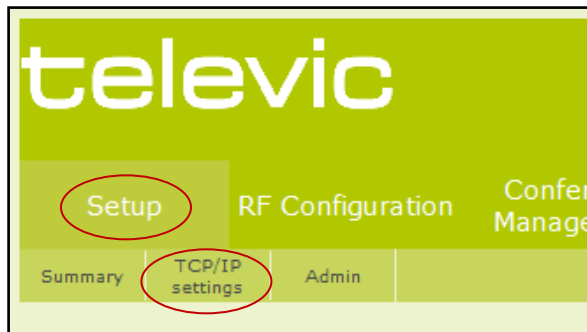 televic
Setup
RF Configuration
Summary
TCP/IP
settings
Admin